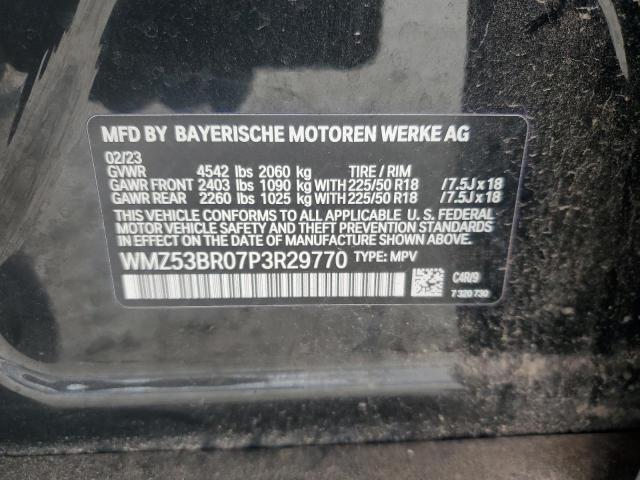 MFD BY BAYERISCHE MOTOREN WERKE AG
02/23
GVWR 4542 lbs 2060 kg TIRE / RIM
GAWR FRONT 2403 lbs 1090 kg WITH 225/50 R18 / 7.5J x 18
GAWR REAR 2260 lbs 1025 kg WITH 225/50 R18 / 7.5J x 18
THIS VEHICLE CONFORMS TO ALL APPLICABLE U. S. FEDERAL
MOTOR VEHICLE SAFETY AND THEFT PREVENTION STANDARDS
IN EFFECT ON THE DATE OF MANUFACTURE SHOWN ABOVE.
WMZ53BR07P3R29770 TYPE: MPV
C4R/9
7 320 730